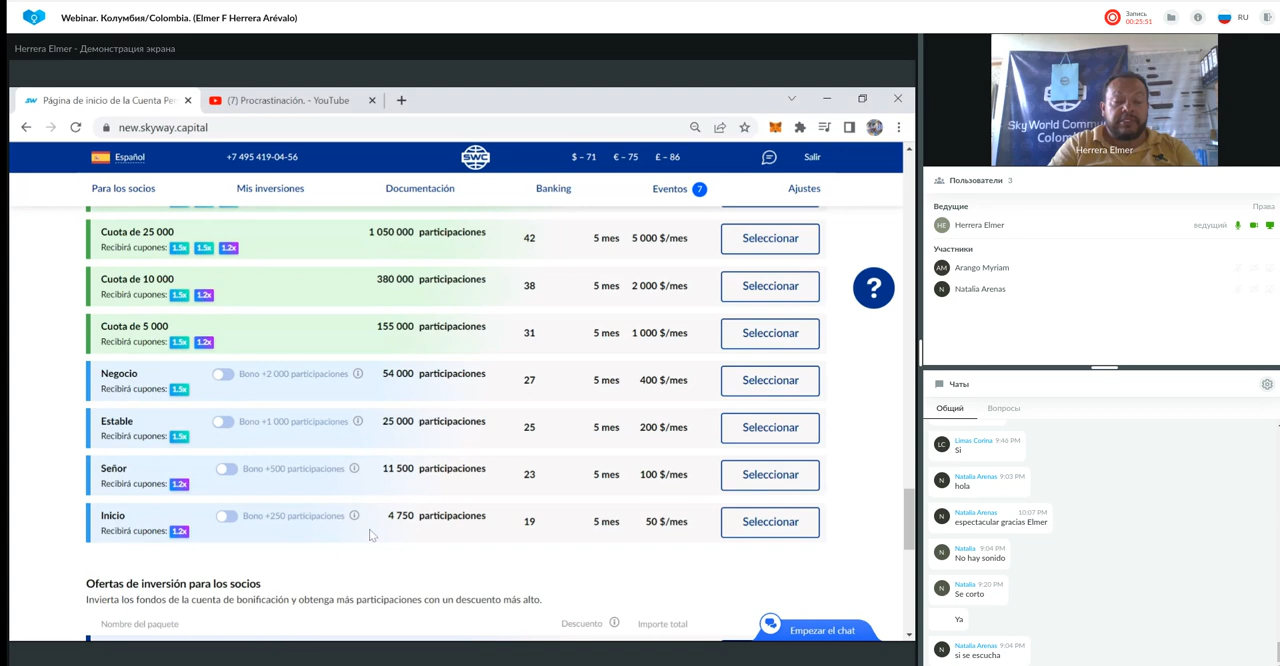 Webinar. Колумбия/Colombia. (Elmer F Herrera Arévalo)
Запись
00:25:51
RU
Herrera Elmer - Демонстрация экрана
Página de inicio de la Cuenta Per
(7) Procrastinación. - YouTube
new.skyway.capital
Español
+7 495 419-04-56
SWC
$ – 71
€ – 75
£ – 86
Salir
Para los socios
Mis inversiones
Documentación
Banking
Eventos 7
Ajustes
Cuota de 25 000
1 050 000 participaciones
42
5 mes
5 000 $/mes
Seleccionar
Recibirá cupones: 1.5x 1.5x 1.2x
Cuota de 10 000
380 000 participaciones
38
5 mes
2 000 $/mes
Seleccionar
Recibirá cupones: 1.5x 1.2x
Cuota de 5 000
155 000 participaciones
31
5 mes
1 000 $/mes
Seleccionar
Recibirá cupones: 1.5x 1.2x
Negocio
Bono +2 000 participaciones
54 000 participaciones
27
5 mes
400 $/mes
Seleccionar
Recibirá cupones: 1.5x
Estable
Bono +1 000 participaciones
25 000 participaciones
25
5 mes
200 $/mes
Seleccionar
Recibirá cupones: 1.5x
Señor
Bono +500 participaciones
11 500 participaciones
23
5 mes
100 $/mes
Seleccionar
Recibirá cupones: 1.2x
Inicio
Bono +250 participaciones
4 750 participaciones
19
5 mes
50 $/mes
Seleccionar
Recibirá cupones: 1.2x
?
Ofertas de inversión para los socios
Invierta los fondos de la cuenta de bonificación y obtenga más participaciones con un descuento más alto.
Nombre del paquete
Descuento
Importe total
Empezar el chat
SkyWorld Comm
Colom
Herrera Elmer
Пользователи 3
Ведущие
Права
HE
Herrera Elmer
ведущий
Участники
AM
Arango Myriam
N
Natalia Arenas
Чаты
Общий
Вопросы
LC
Limas Corina 9:46 PM
Si
N
Natalia Arenas 9:03 PM
hola
N
Natalia Arenas 10:07 PM
espectacular gracias Elmer
N
Natalia 9:04 PM
No hay sonido
N
Natalia 9:20 PM
Se corto
Ya
N
Natalia Arenas 9:04 PM
si se escucha